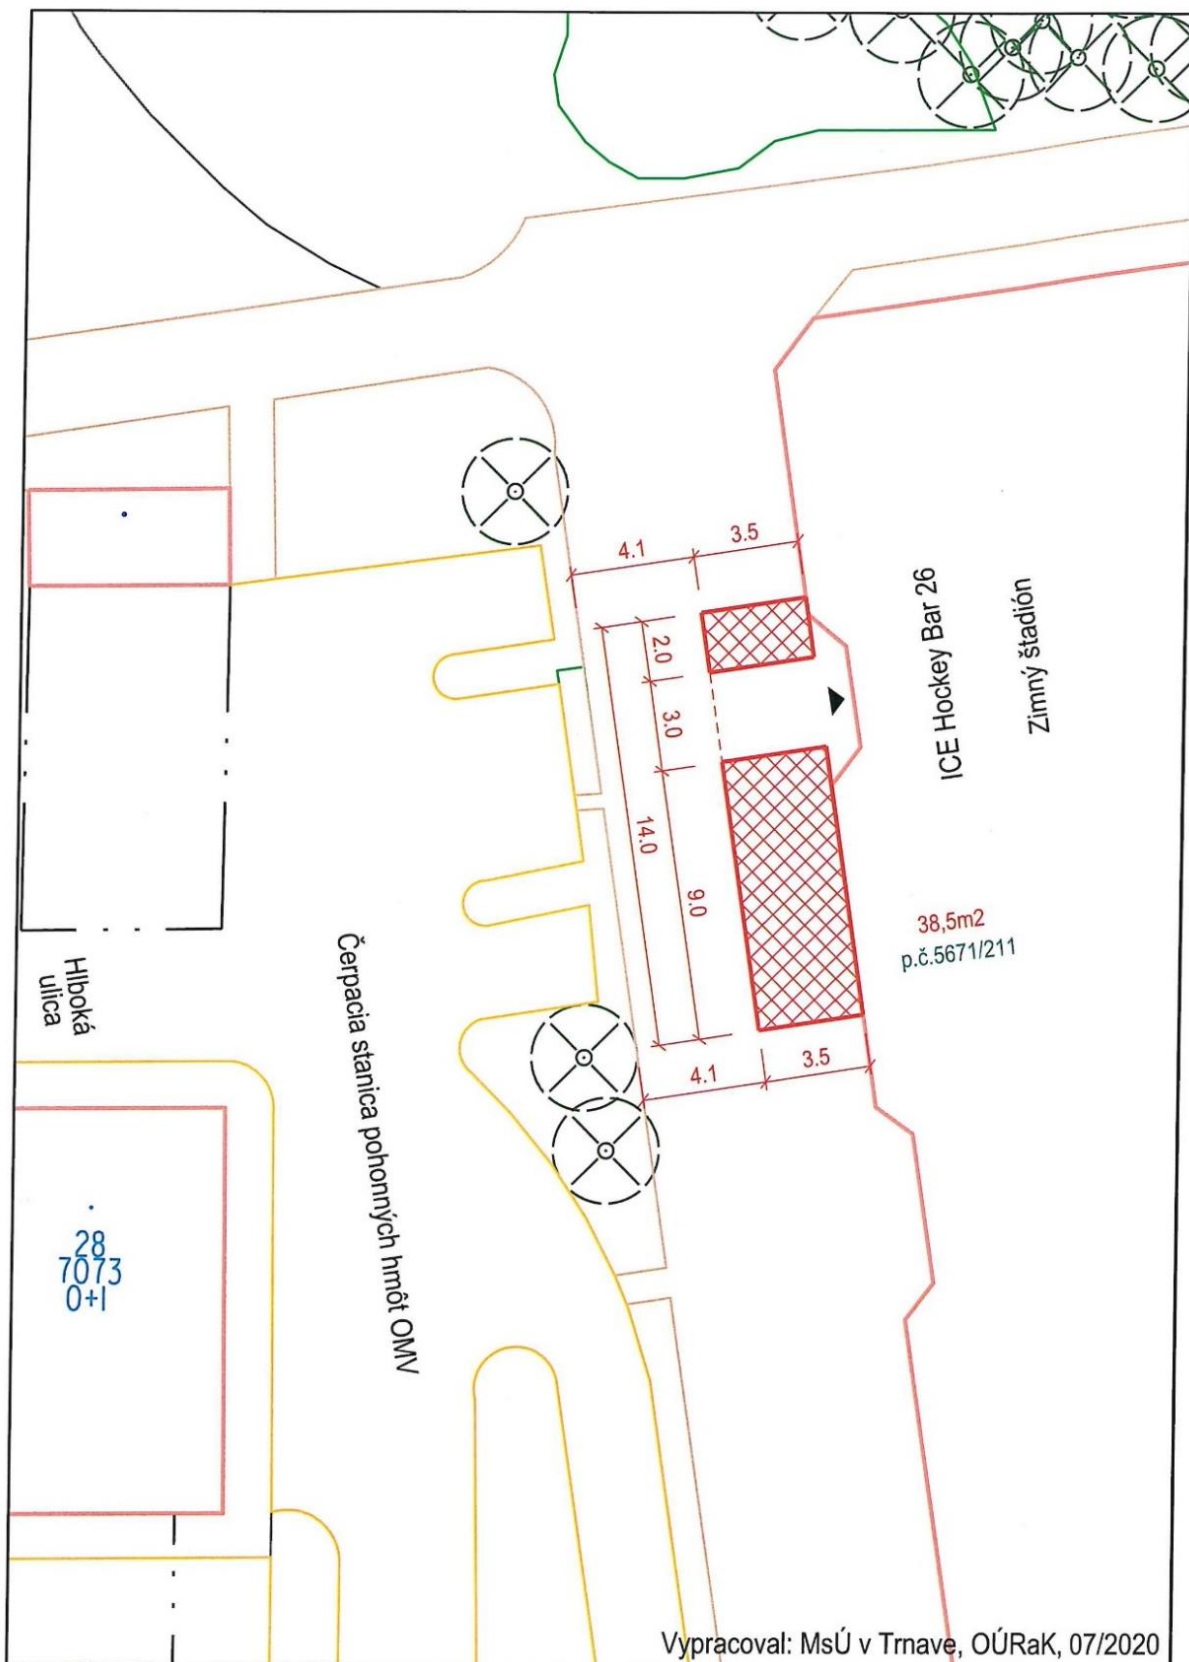 4.1
3.5
2.0
3.0
14.0
9.0
4.1
3.5
ICE Hockey Bar 26
Zimný štadión
38,5m2
p.č.5671/211
Hlboká
ulica
Čerpacia stanica pohonných hmôt OMV
28
7073
0+I
Vypracoval: MsÚ v Trnave, OÚRaK, 07/2020